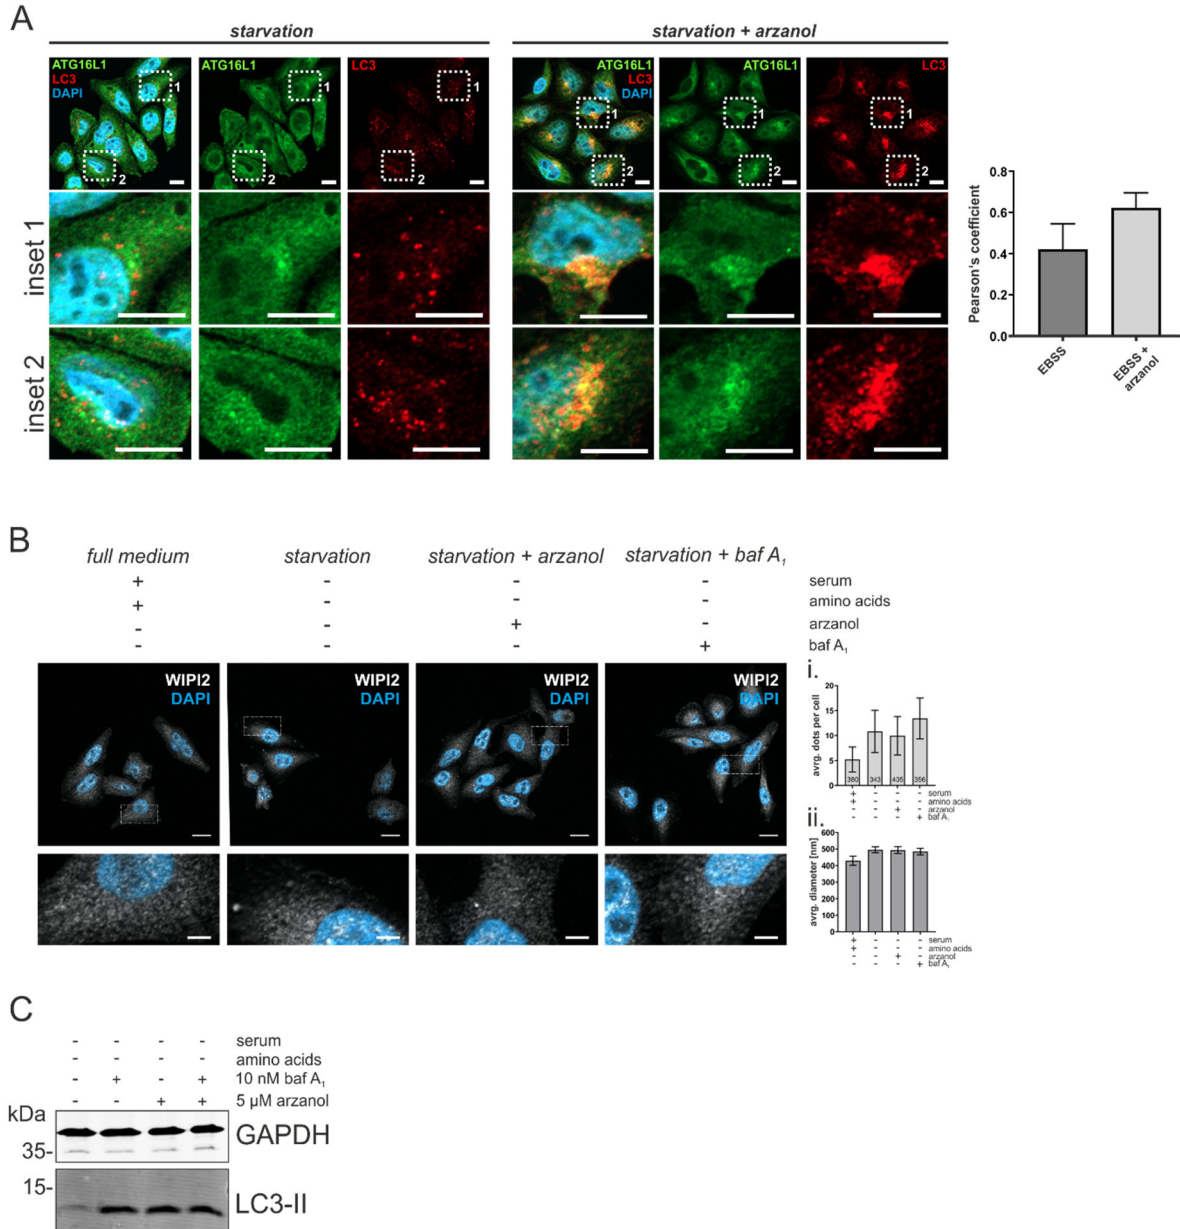 A
starvation
starvation + arzanol
ATG16L1
LC3
DAPI
1
2
ATG16L1
LC3
1
2
ATG16L1
LC3
DAPI
1
2
ATG16L1
1
2
LC3
1
2
inset 1
inset 2
Pearson's coefficient
0.8
0.6
0.4
0.2
0.0
EBSS
EBSS +
arzanol
B
full medium starvation starvation + arzanol starvation + baf A1
+ - - - serum
+ - - - amino acids
- - + - arzanol
- - - + baf A1
WIPI2
DAPI
WIPI2
DAPI
WIPI2
DAPI
WIPI2
DAPI
i.
avrg. dots per cell
20
15
10
5
0
380 343 405 356
+ - - - serum
+ - - - amino acids
- - + - arzanol
- - - + baf A1
ii.
avrg. diameter [nm]
600
500
400
300
200
100
0
+ - - - serum
+ - - - amino acids
- - + - arzanol
- - - + baf A1
C
- - - - serum
- - - - amino acids
- + - + 10 nM baf A1
- - + + 5 µM arzanol
kDa
35-
GAPDH
15-
LC3-II